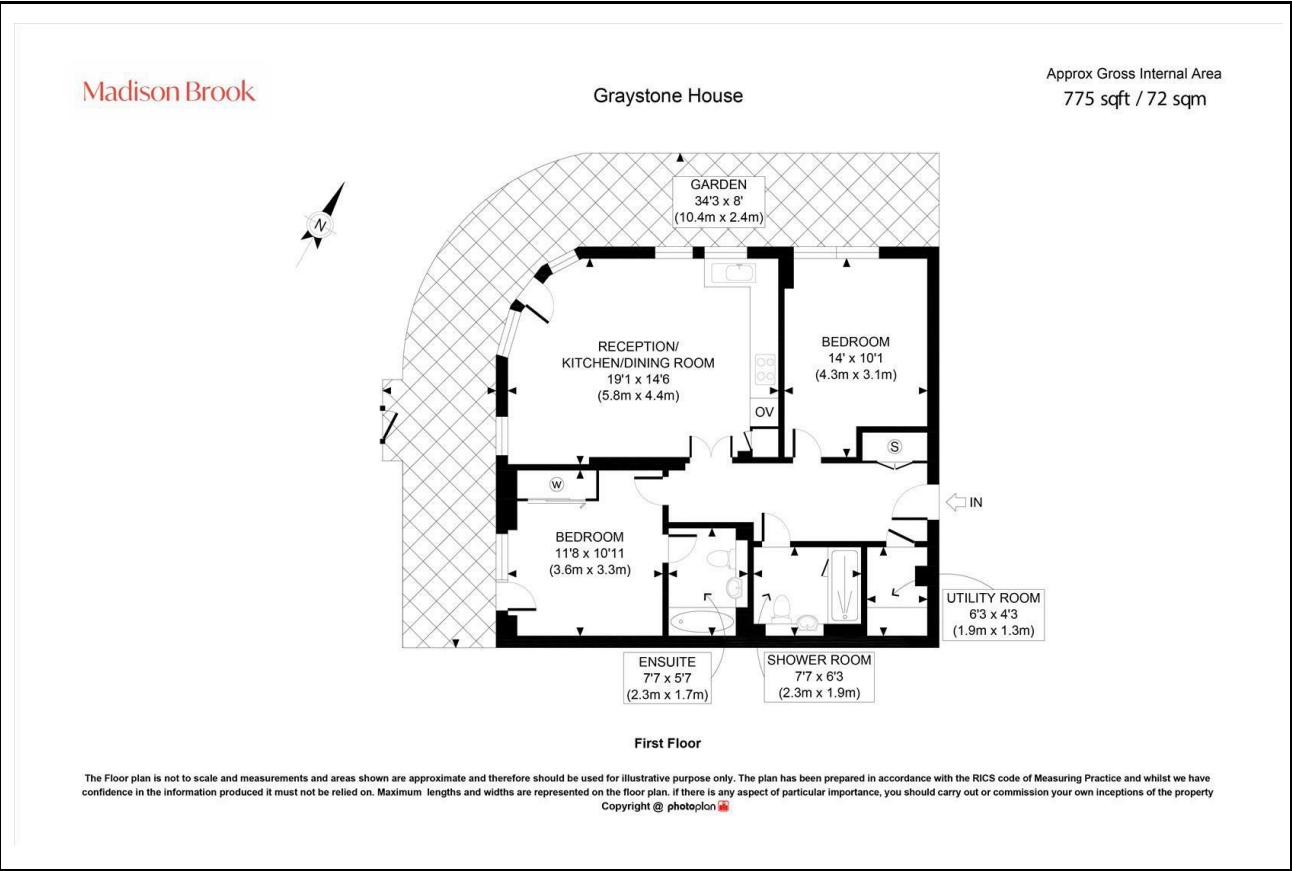 Madison Brook
Graystone House
Approx Gross Internal Area
775 sqft / 72 sqm
GARDEN
34'3 x 8'
(10.4m x 2.4m)
N
RECEPTION/
KITCHEN/DINING ROOM
19'1 x 14'6
(5.8m x 4.4m)
BEDROOM
14' x 10'1
(4.3m x 3.1m)
OV
S
W
IN
BEDROOM
11'8 x 10'11
(3.6m x 3.3m)
UTILITY ROOM
6'3 x 4'3
(1.9m x 1.3m)
ENSUITE
7'7 x 5'7
(2.3m x 1.7m)
SHOWER ROOM
7'7 x 6'3
(2.3m x 1.9m)
First Floor
The Floor plan is not to scale and measurements and areas shown are approximate and therefore should be used for illustrative purpose only. The plan has been prepared in accordance with the RICS code of Measuring Practice and whilst we have
confidence in the information produced it must not be relied on. Maximum lengths and widths are represented on the floor plan. if there is any aspect of particular importance, you should carry out or commission your own inceptions of the property
Copyright @ photoplan